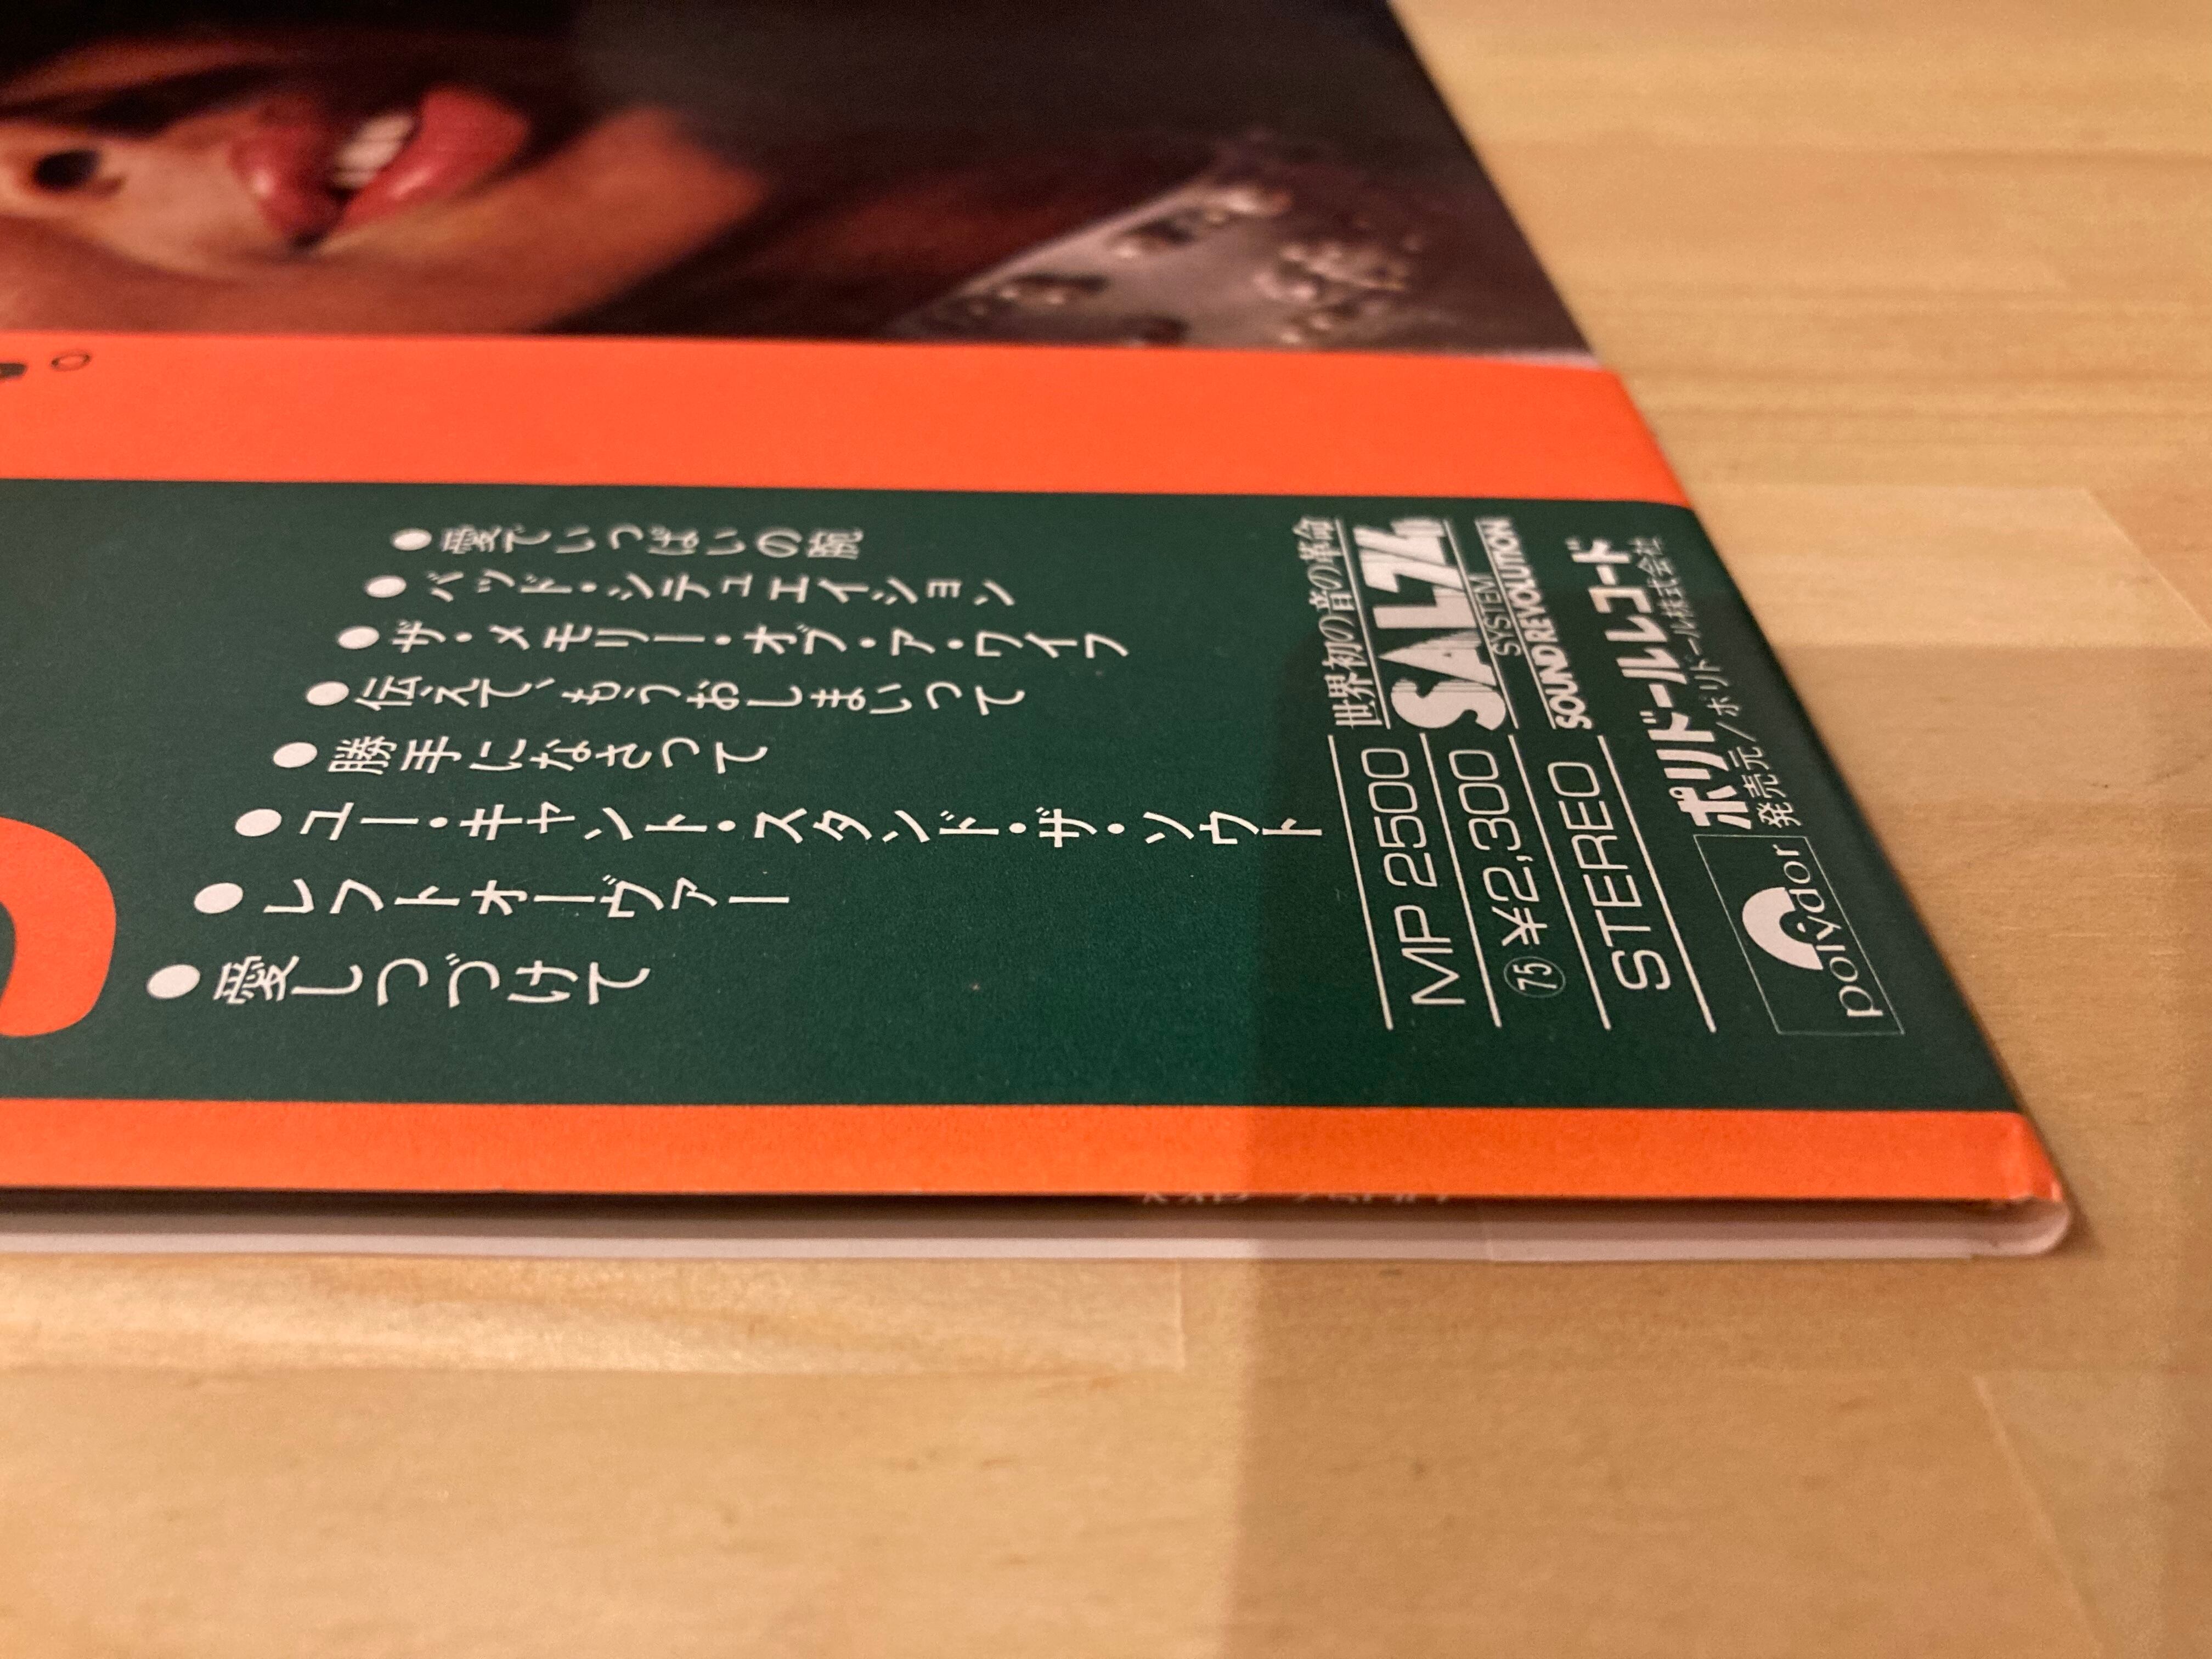 ●愛でいっぱいの腕
●バッド・シテュエイション
●ザ・メモリー・オブ・ア・ワイフ
●伝えて、もうおしまいって
●勝手になさって
●ユー・キャント・スタンド・ザ・ソウト
●レフトオーヴァー
●愛しつづけて
世界初の音の革命
SAL74
SYSTEM
SOUND REVOLUTION
MP 2500
75 ¥2,300
STEREO
ポリドールレコード
発売元/ポリドール株式会社
polydor